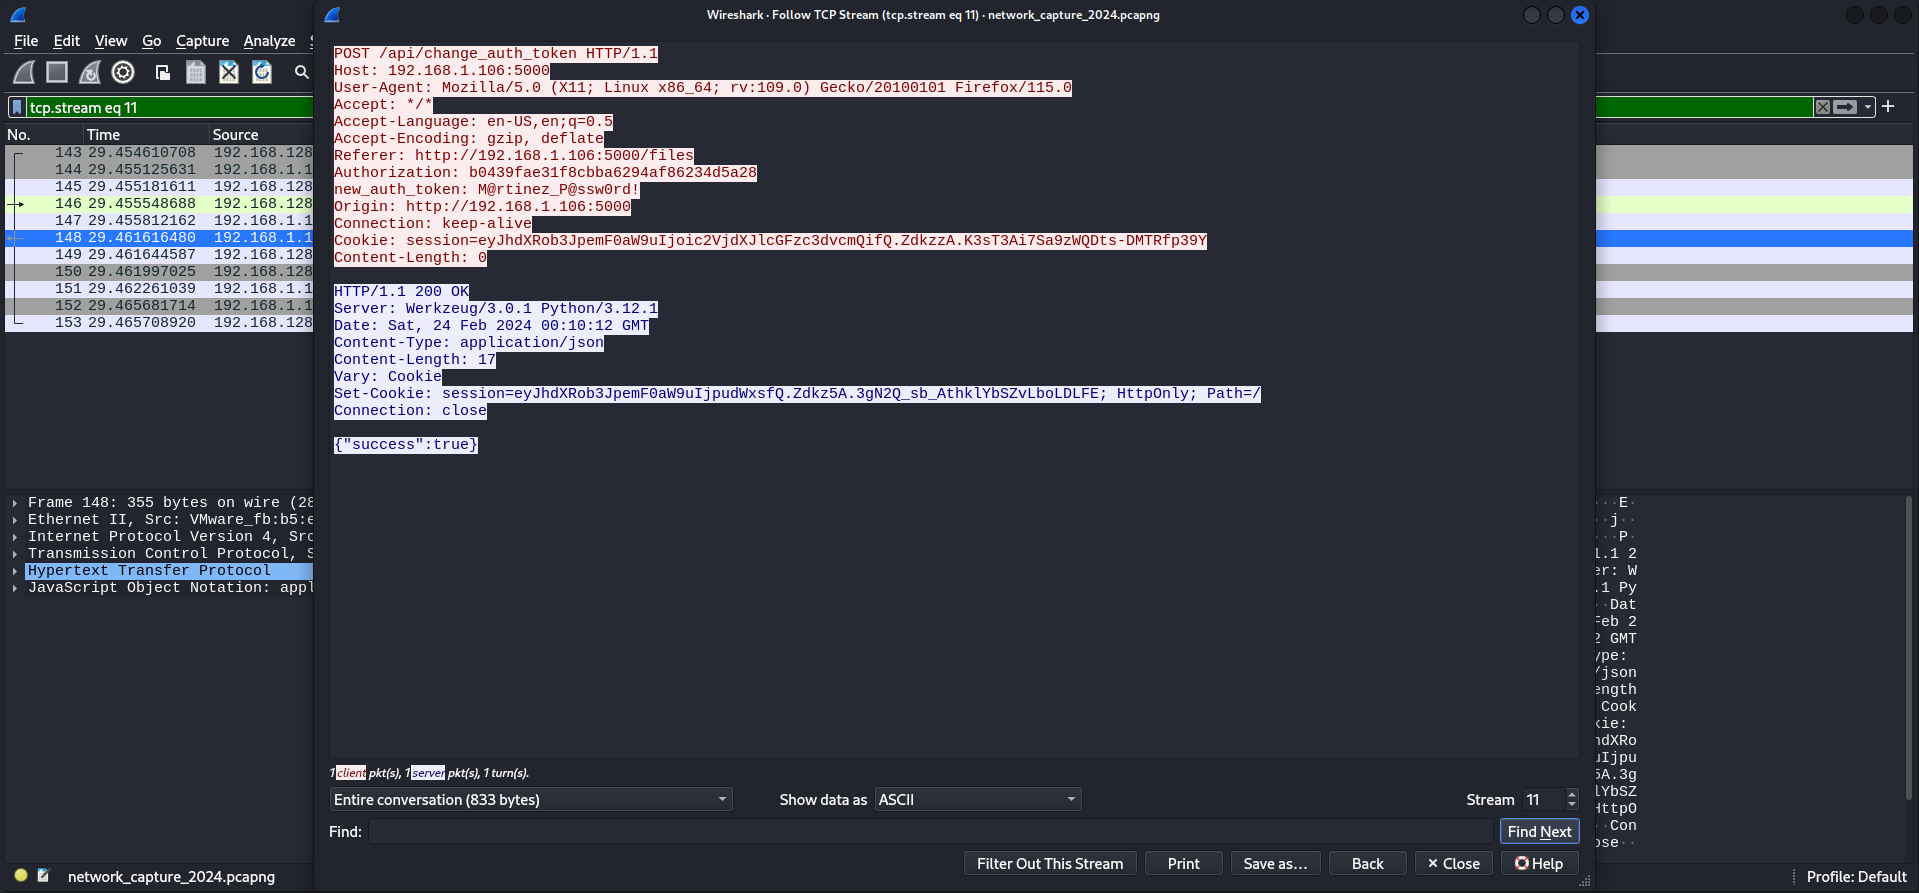 Wireshark · Follow TCP Stream (tcp.stream eq 11) · network_capture_2024.pcapng
File Edit View Go Capture Analyze
tcp.stream eq 11
No. Time Source
143 29.454610708 192.168.128
144 29.455125631 192.168.1.1
145 29.455181611 192.168.128
146 29.455548688 192.168.128
147 29.455812162 192.168.1.1
148 29.461616480 192.168.1.1
149 29.461644587 192.168.128
150 29.461997025 192.168.128
151 29.462261039 192.168.1.1
152 29.465681714 192.168.1.1
153 29.465708920 192.168.128
POST /api/change_auth_token HTTP/1.1
Host: 192.168.1.106:5000
User-Agent: Mozilla/5.0 (X11; Linux x86_64; rv:109.0) Gecko/20100101 Firefox/115.0
Accept: */*
Accept-Language: en-US,en;q=0.5
Accept-Encoding: gzip, deflate
Referer: http://192.168.1.106:5000/files
Authorization: b0439fae31f8cbba6294af86234d5a28
new_auth_token: M@rtinez_P@ssw0rd!
Origin: http://192.168.1.106:5000
Connection: keep-alive
Cookie: session=eyJhdXRob3JpemF0aW9uIjoic2VjdXJlcGFzc3dvcmQifQ.ZdkzzA.K3sT3Ai7Sa9zWQDts-DMTRfp39Y
Content-Length: 0
HTTP/1.1 200 OK
Server: Werkzeug/3.0.1 Python/3.12.1
Date: Sat, 24 Feb 2024 00:10:12 GMT
Content-Type: application/json
Content-Length: 17
Vary: Cookie
Set-Cookie: session=eyJhdXRob3JpemF0aW9uIjpudWxsfQ.Zdkz5A.3gN2Q_sb_AthklYbSZvLboLDLFE; HttpOnly; Path=/
Connection: close
{"success":true}
Frame 148: 355 bytes on wire (28
Ethernet II, Src: VMware_fb:b5:e
Internet Protocol Version 4, Src
Transmission Control Protocol, S
Hypertext Transfer Protocol
JavaScript Object Notation: appl
···E·
··j··
···P·
1.1 2
er: W
.1 Py
··Dat
Feb 2
2 GMT
ype:
/json
ength
Cook
kie:
hdXRo
uIjpu
5A.3g
lYbSZ
HttpO
··Con
ose··
1 client pkt(s), 1 server pkt(s), 1 turn(s).
Entire conversation (833 bytes)
Show data as ASCII
Stream 11
Find:
Find Next
Filter Out This Stream
Print
Save as…
Back
× Close
Help
network_capture_2024.pcapng
Profile: Default